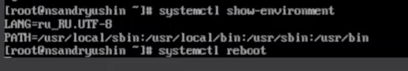 [root@nsandryushin ~]# systemctl show-environment
LANG=ru_RU.UTF-8
PATH=/usr/local/sbin:/usr/local/bin:/usr/sbin:/usr/bin
[root@nsandryushin ~]# systemctl reboot